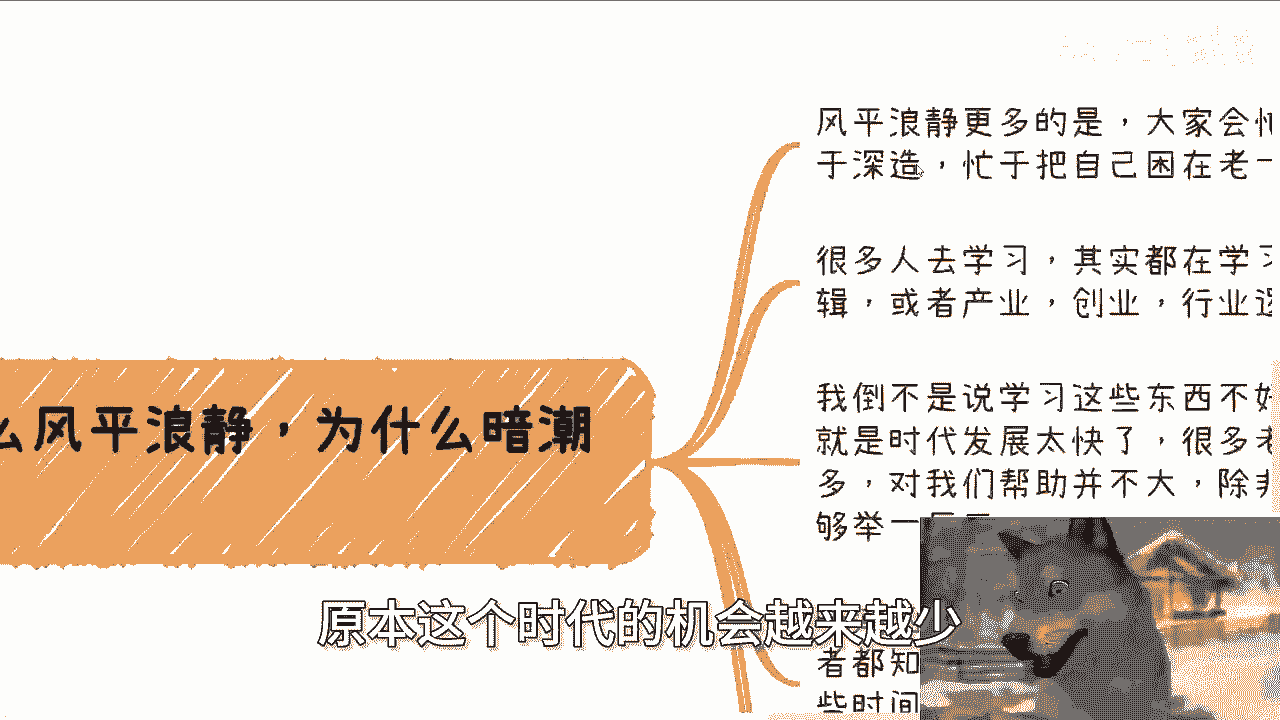 风平浪静更多的是，大家会忙
于深造，忙于把自己困在老一
很多人去学习，其实都在学习
辑，或者产业，创业，行业逻
我倒不是说学习这些东西不好
就是时代发展太快了，很多老
多，对我们帮助并不大，除非
够举一
么风平浪静，为什么暗潮
原本这个时代的机会越来越少
者都知
些时间